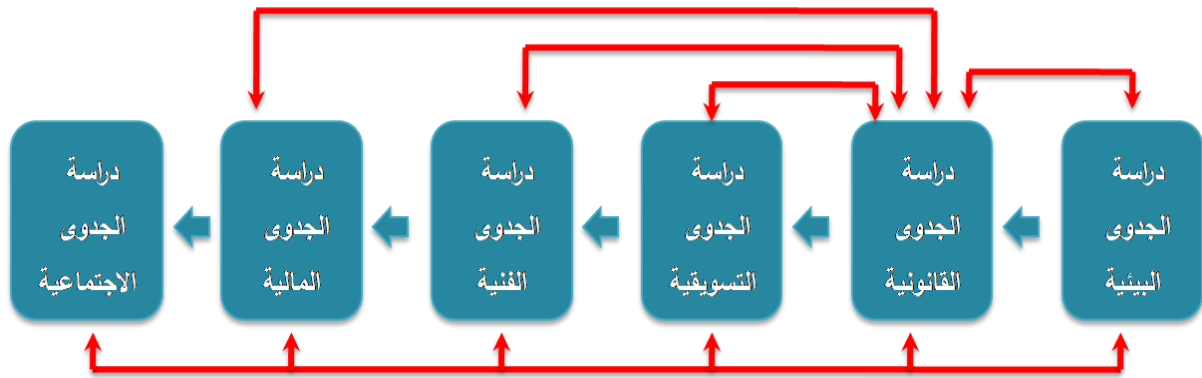 دراسة
الجدوى
البيئية
دراسة
الجدوى
القانونية
دراسة
الجدوى
التسويقية
دراسة
الجدوى
الفنية
دراسة
الجدوى
المالية
دراسة
الجدوى
الاجتماعية